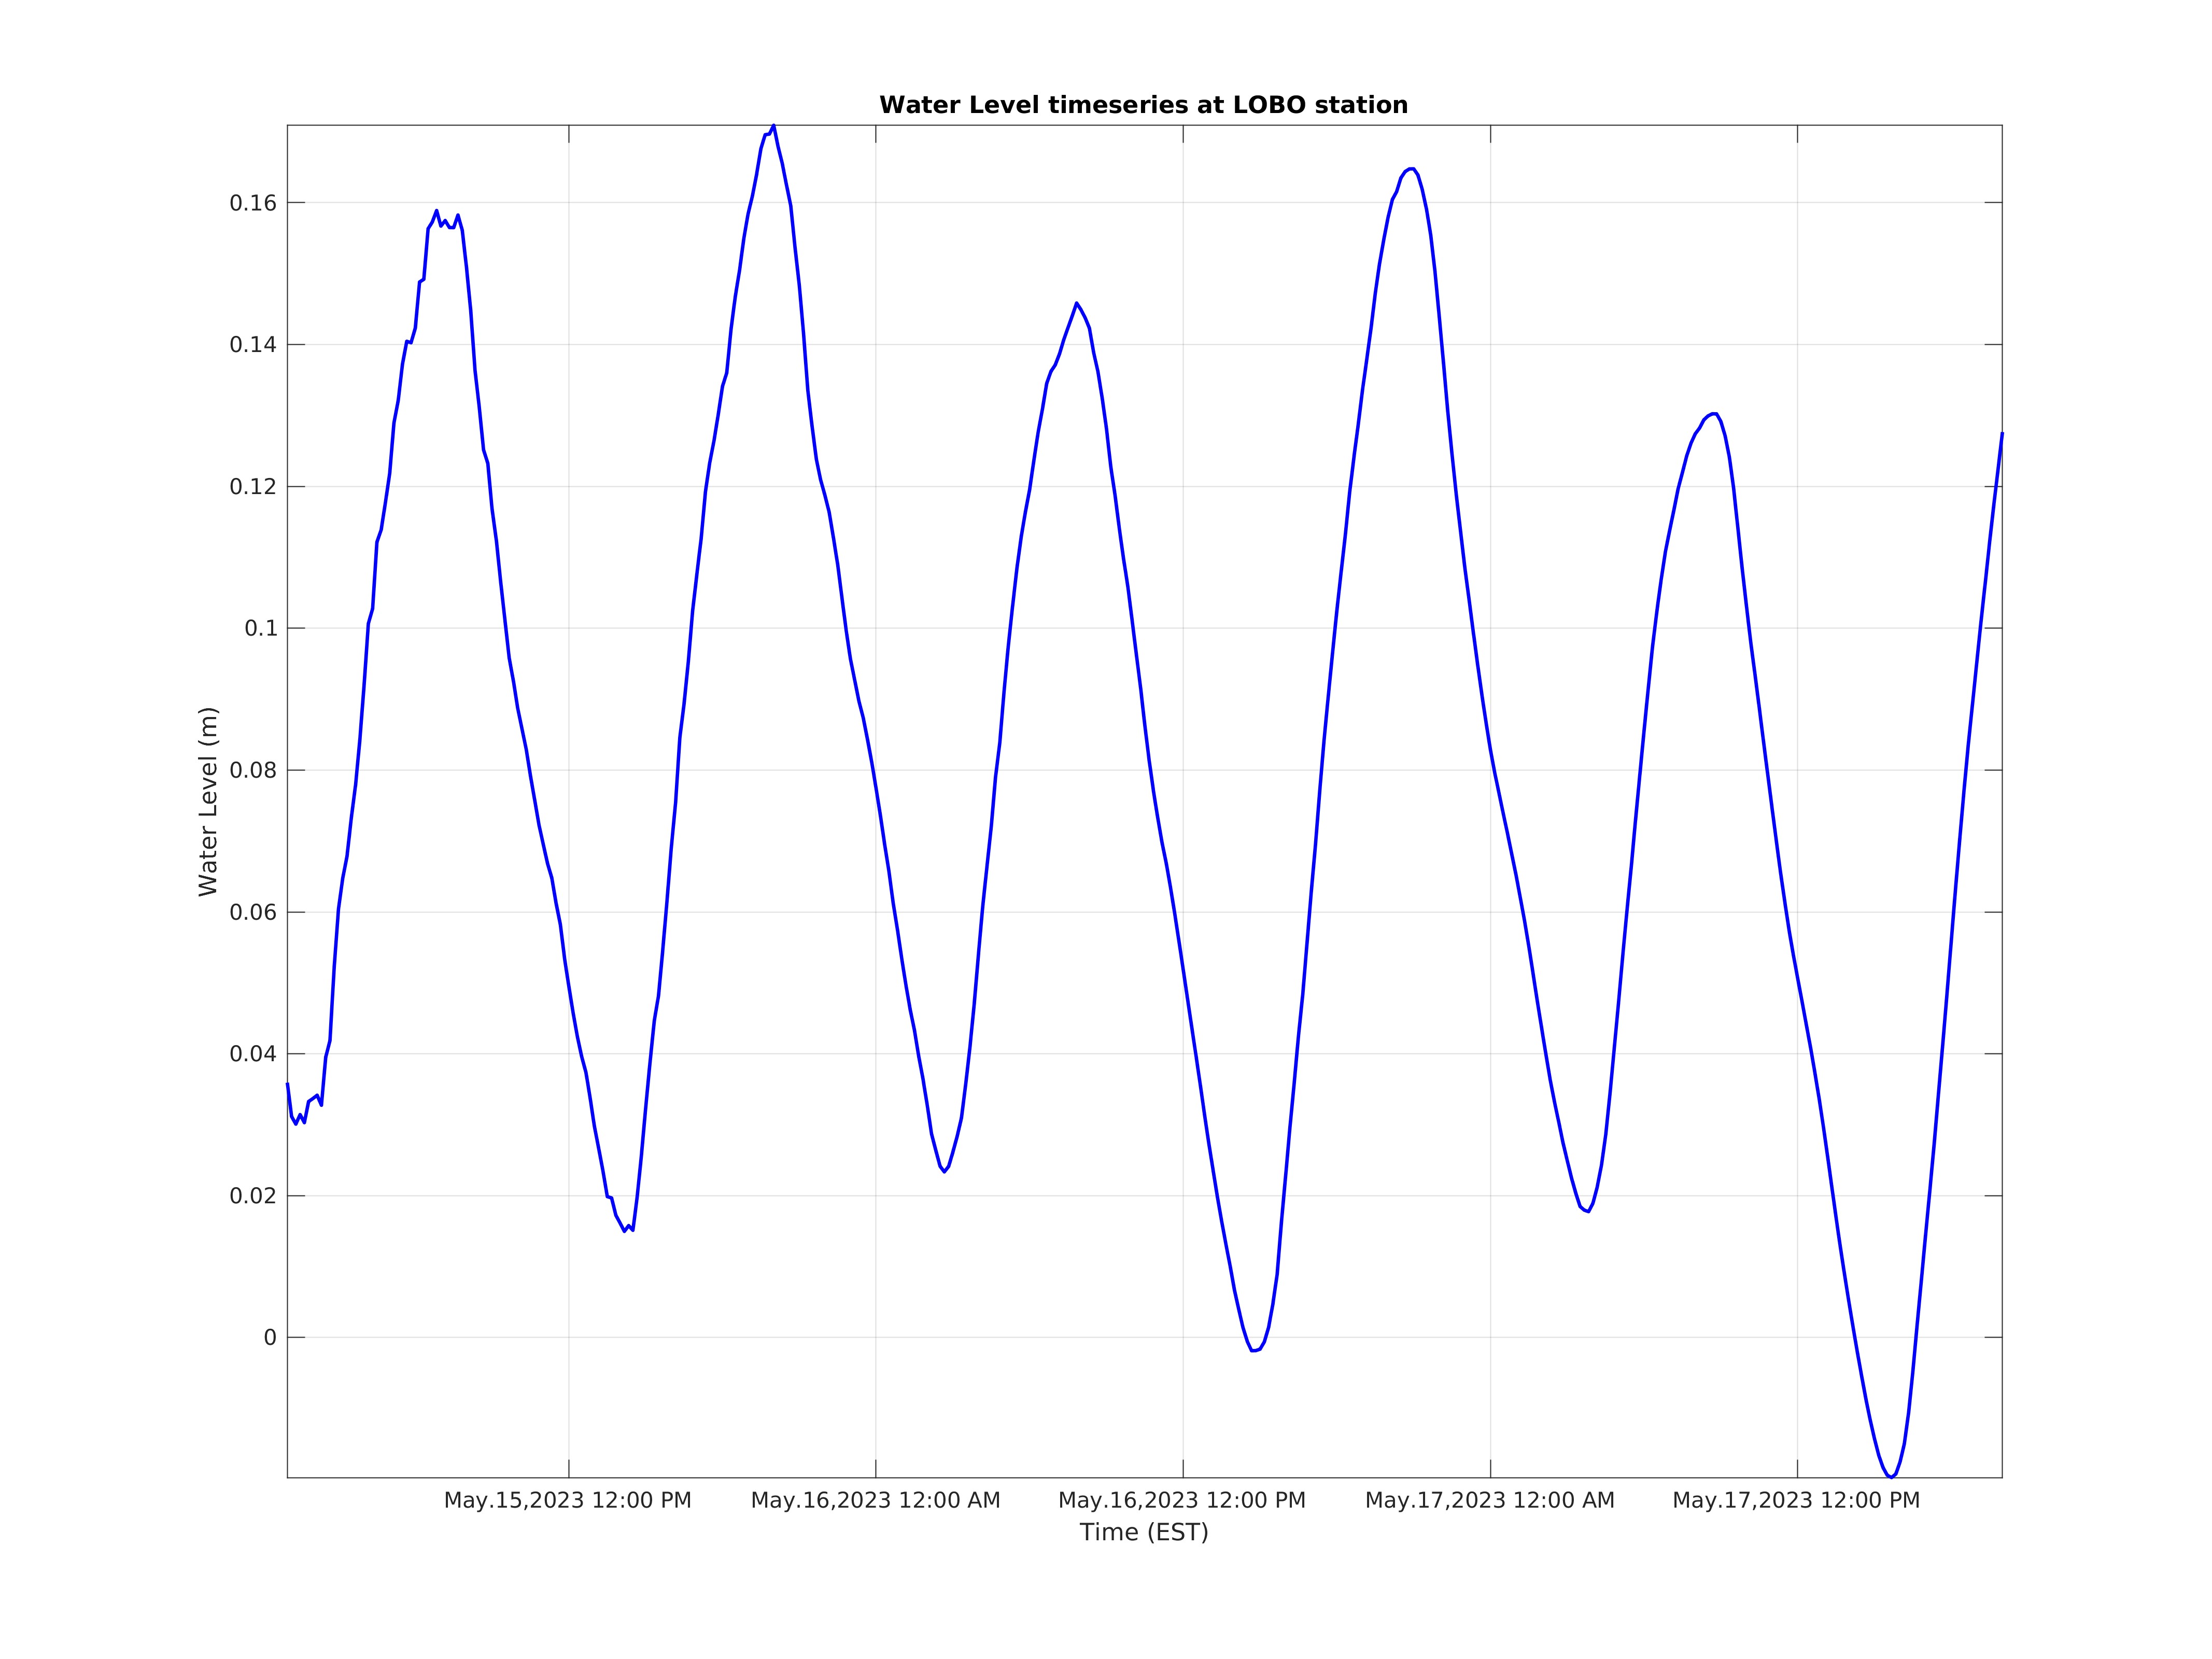 Water Level timeseries at LOBO station
0.16
0.14
0.12
0.1
0.08
0.06
0.04
0.02
0
Water Level (m)
May.15,2023 12:00 PM May.16,2023 12:00 AM May.16,2023 12:00 PM May.17,2023 12:00 AM May.17,2023 12:00 PM
Time (EST)